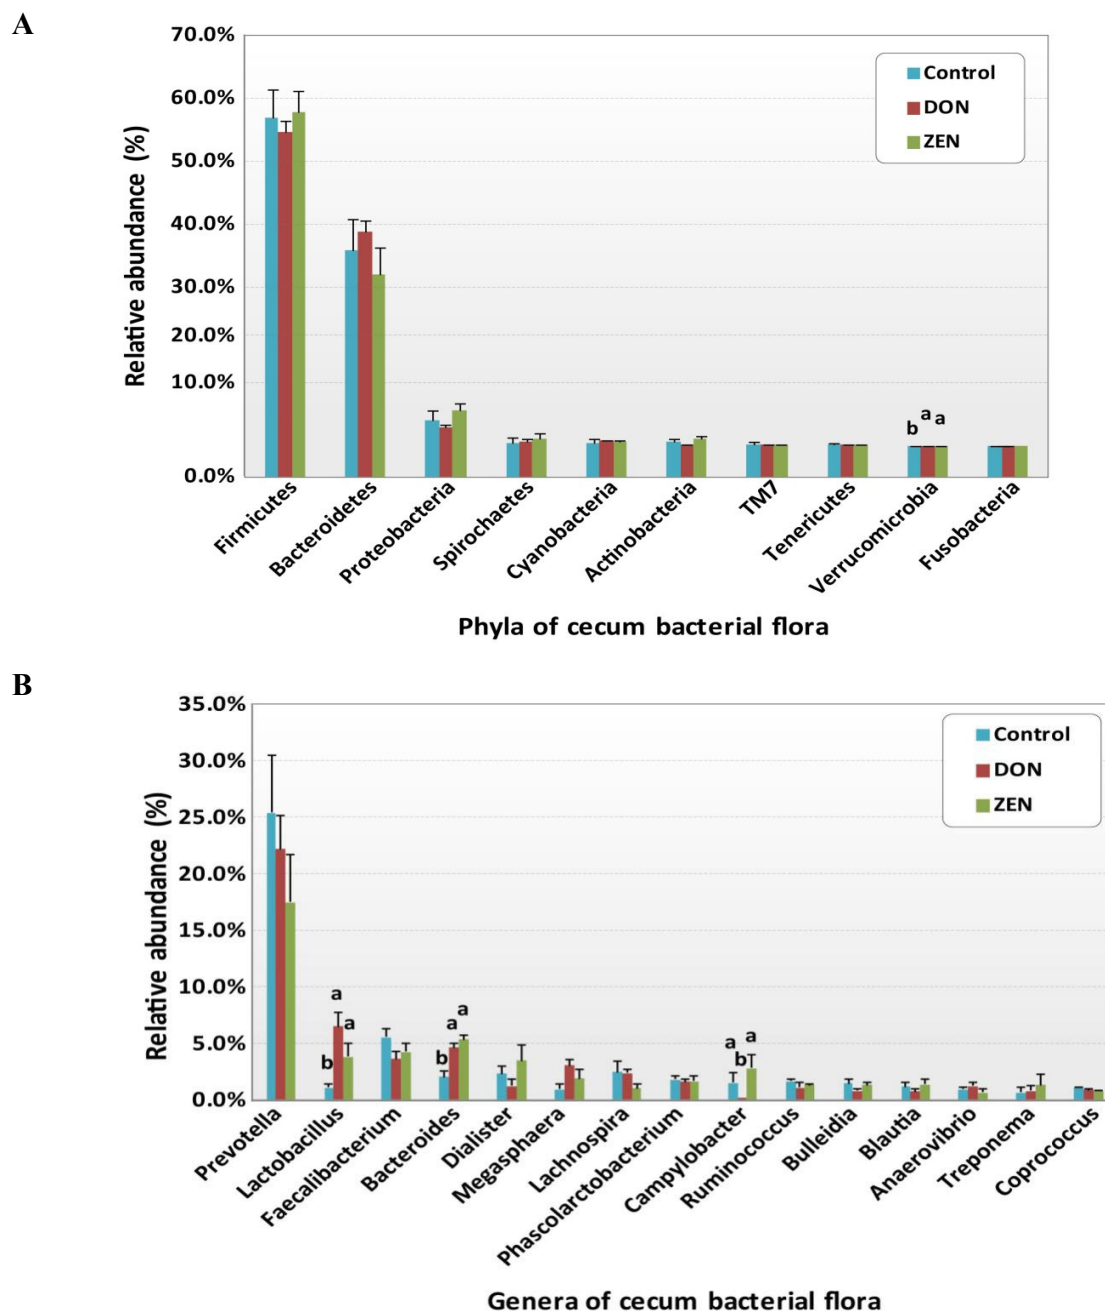 A
70.0%
60.0%
50.0%
40.0%
30.0%
20.0%
10.0%
0.0%
Relative abundance (%)
Control
DON
ZEN
b a a
Firmicutes
Bacteroidetes
Proteobacteria
Spirochaetes
Cyanobacteria
Actinobacteria
TM7
Tenericutes
Verrucomicrobia
Fusobacteria
Phyla of cecum bacterial flora
B
35.0%
30.0%
25.0%
20.0%
15.0%
10.0%
5.0%
0.0%
Relative abundance (%)
Control
DON
ZEN
b a a
b a a
a b a
Prevotella
Lactobacillus
Faecalibacterium
Bacteroides
Dialister
Megasphaera
Lachnospira
Phascolarctobacterium
Campylobacter
Ruminococcus
Bulleidia
Blautia
Anaerovibrio
Treponema
Coprococcus
Genera of cecum bacterial flora